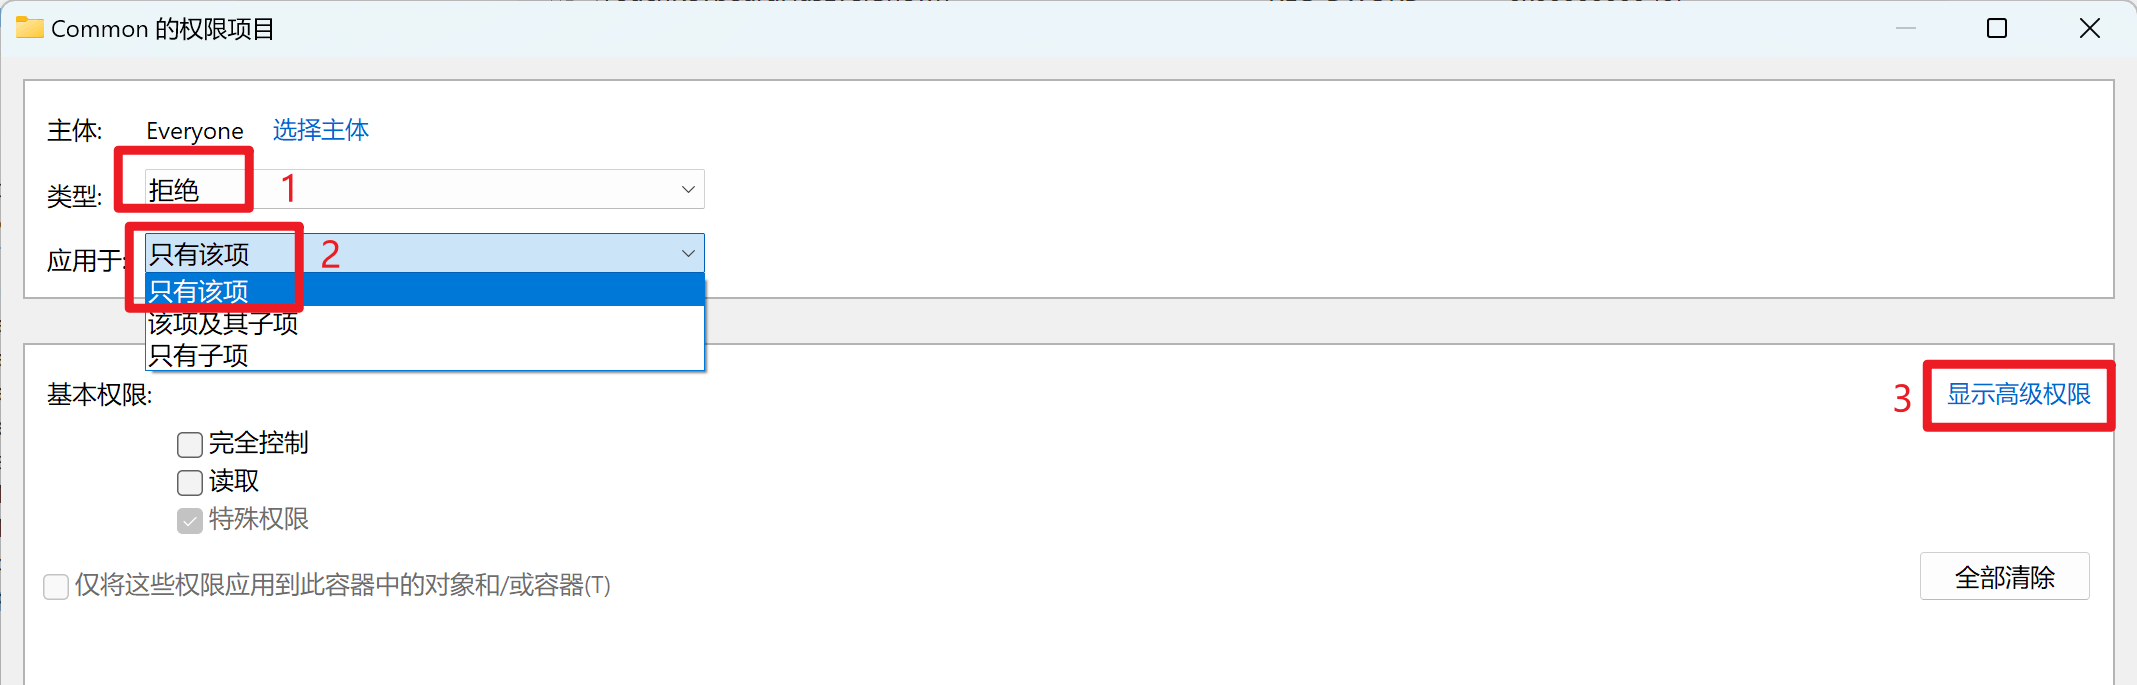 Common 的权限项目
主体: Everyone 选择主体
类型: 拒绝 1
应用于: 只有该项 2
只有该项
该项及其子项
只有子项
基本权限: 3 显示高级权限
完全控制
读取
特殊权限
仅将这些权限应用到此容器中的对象和/或容器(T)
全部清除